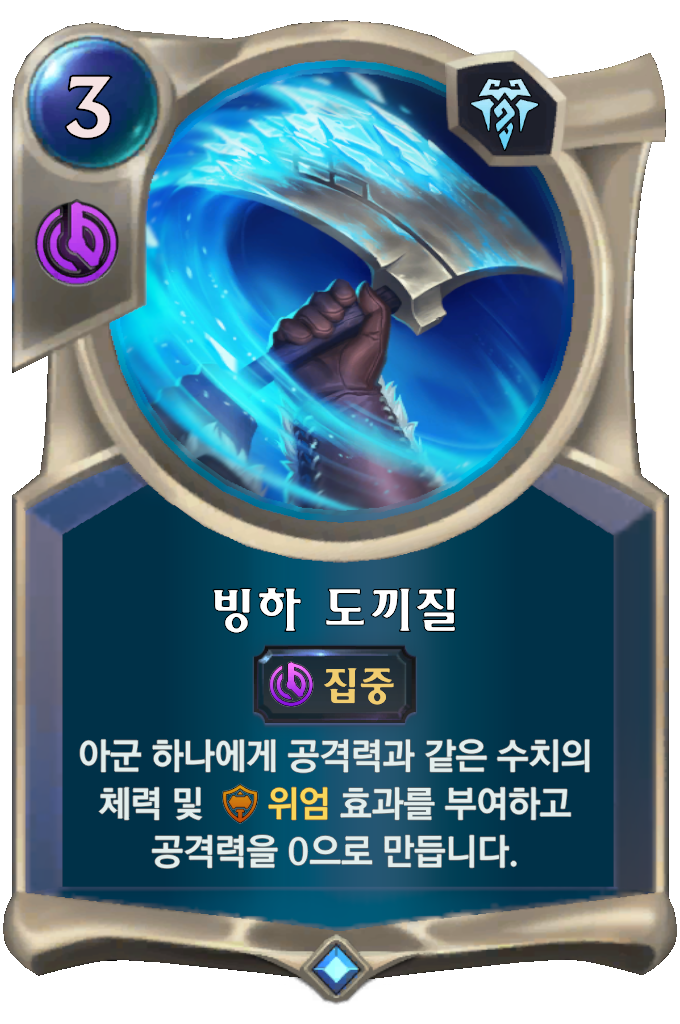 3
빙하 도끼질
집중
아군 하나에게 공격력과 같은 수치의
체력 및 위엄 효과를 부여하고
공격력을 0으로 만듭니다.